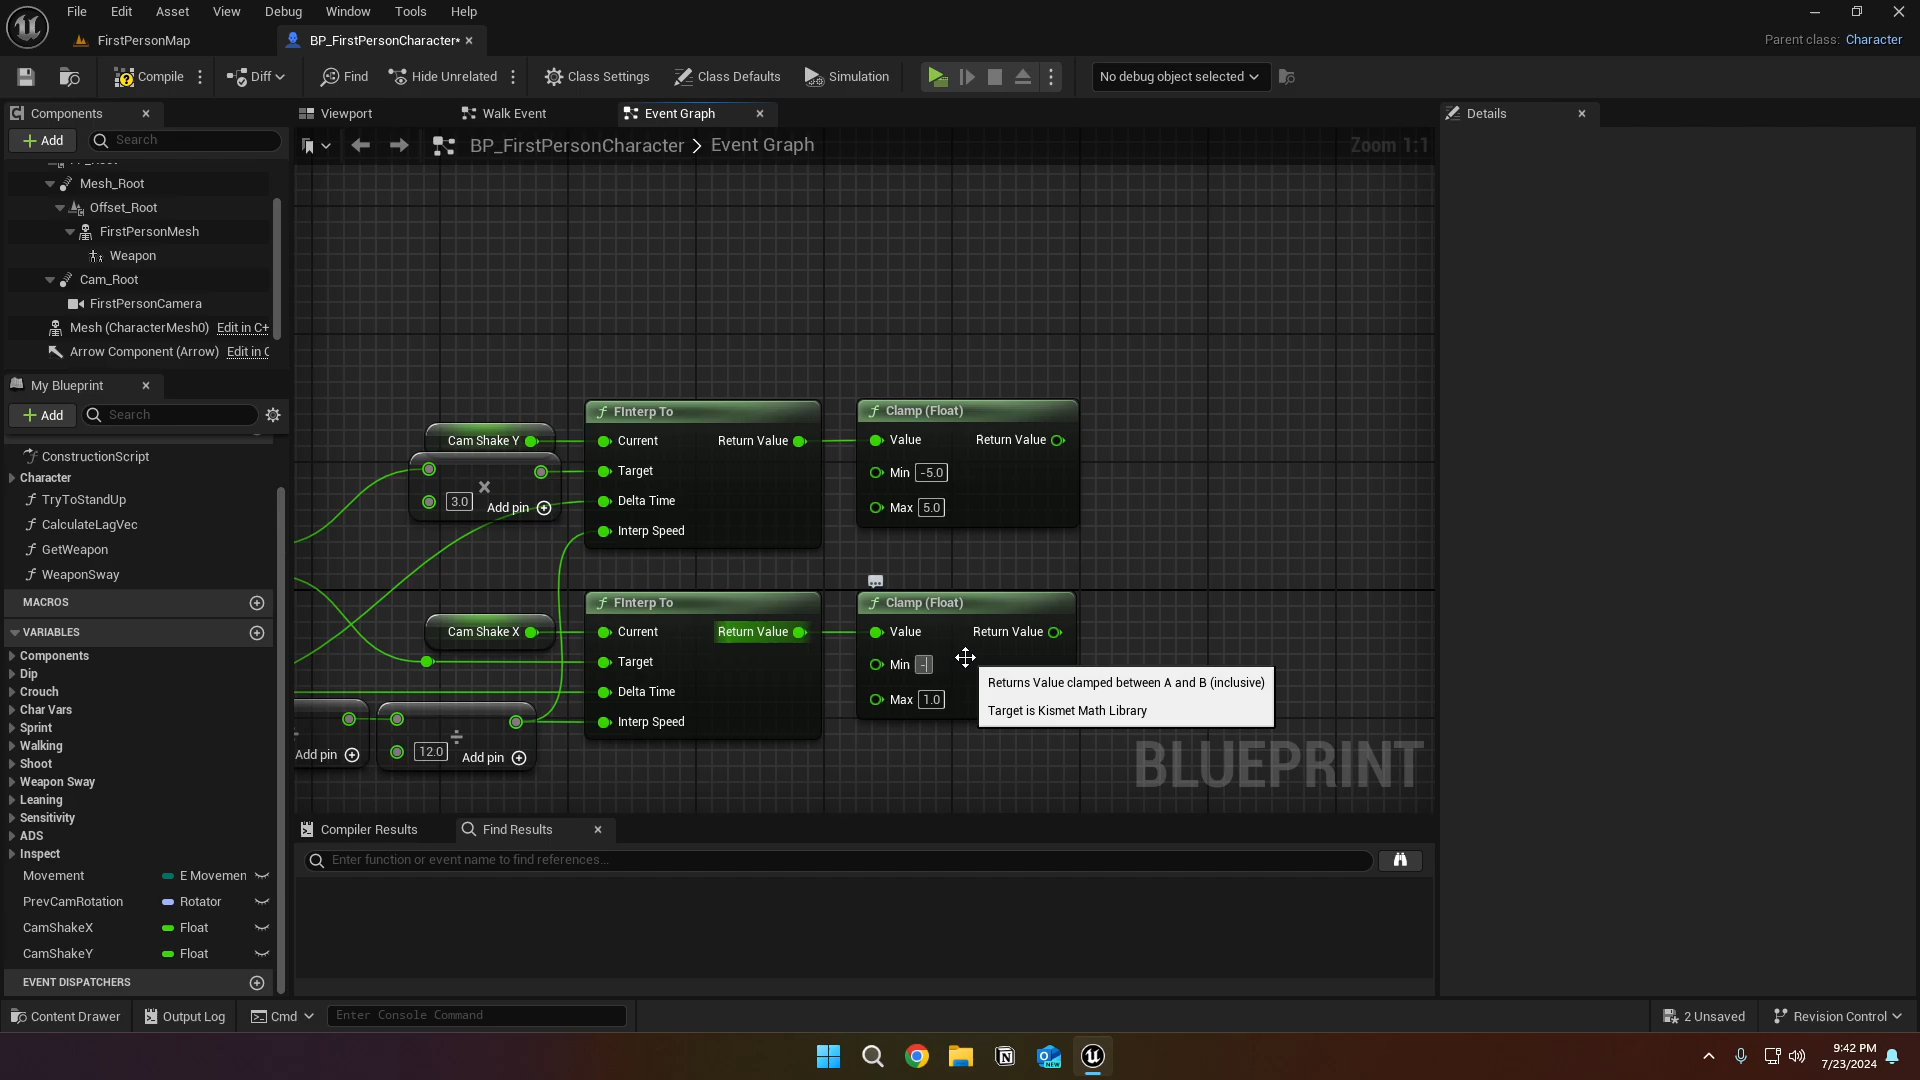 File Edit Asset View Debug Window Tools Help
FirstPersonMap
BP_FirstPersonCharacter*
Parent class: Character
Compile
Diff
Find
Hide Unrelated
Class Settings
Class Defaults
Simulation
No debug object selected
Components
Viewport
Walk Event
Event Graph
Details
Add
Search
BP_FirstPersonCharacter > Event Graph
Zoom 1:1
Mesh_Root
Offset_Root
FirstPersonMesh
Weapon
Cam_Root
FirstPersonCamera
Mesh (CharacterMesh0) Edit in C+
Arrow Component (Arrow) Edit in C
My Blueprint
Add
Search
ConstructionScript
Character
TryToStandUp
CalculateLagVec
GetWeapon
WeaponSway
MACROS
VARIABLES
Components
Dip
Crouch
Char Vars
Sprint
Walking
Shoot
Weapon Sway
Leaning
Sensitivity
ADS
Inspect
Movement E Movemen
PrevCamRotation Rotator
CamShakeX Float
CamShakeY Float
EVENT DISPATCHERS
Cam Shake Y
3.0
Add pin
FInterp To
Current Return Value
Target
Delta Time
Interp Speed
Clamp (Float)
Value Return Value
Min -5.0
Max 5.0
Cam Shake X
FInterp To
Current Return Value
Target
Delta Time
Interp Speed
Clamp (Float)
Value Return Value
Min -
Max 1.0
Add pin
12.0
Add pin
Returns Value clamped between A and B (inclusive)
Target is Kismet Math Library
BLUEPRINT
Compiler Results
Find Results
Enter function or event name to find references...
Content Drawer
Output Log
Cmd
Enter Console Command
2 Unsaved
Revision Control
9:42 PM
7/23/2024